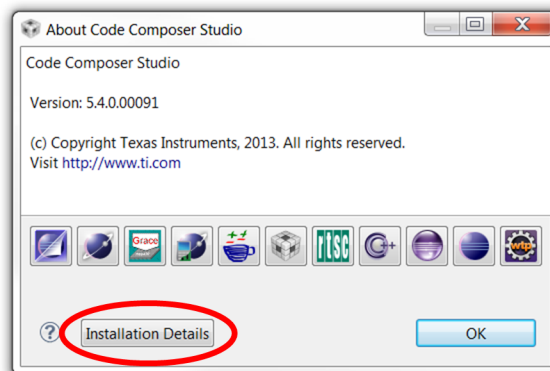 About Code Composer Studio
Code Composer Studio
Version: 5.4.0.00091
(c) Copyright Texas Instruments, 2013. All rights reserved.
Visit http://www.ti.com
Grace
++
rtsc
C++
wtp
?
Installation Details
OK